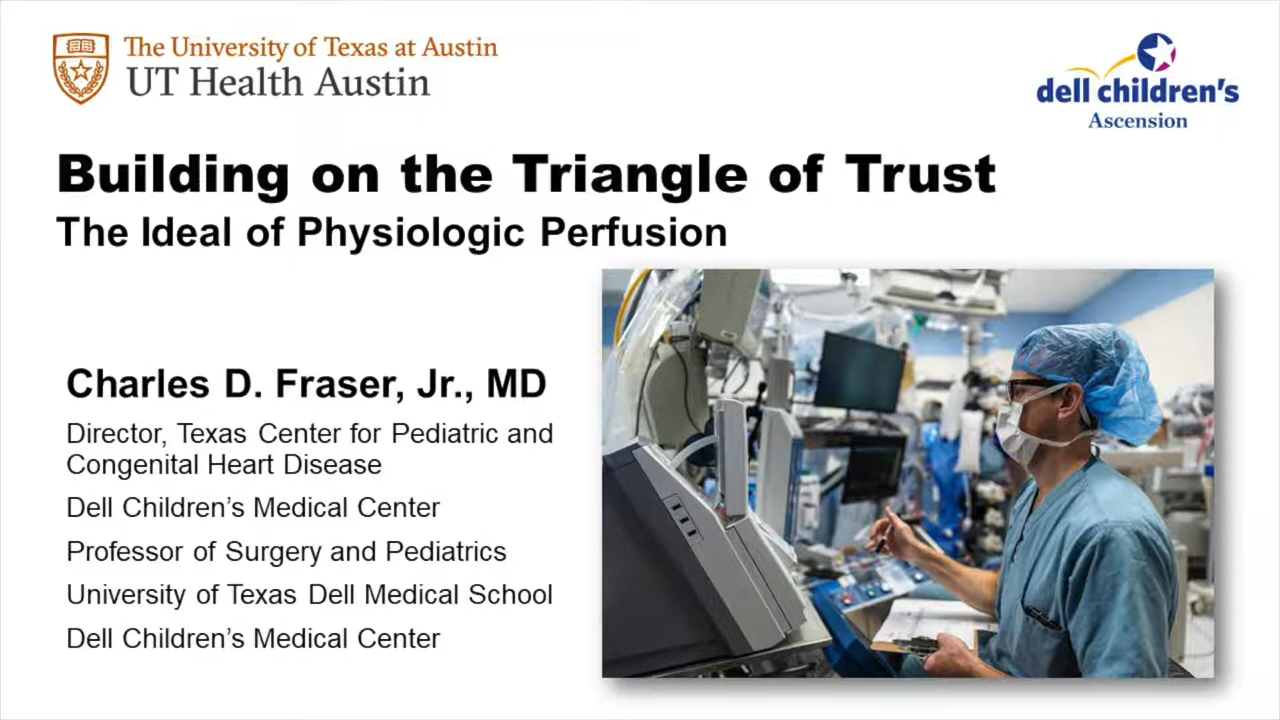 The University of Texas at Austin
UT Health Austin
dell children's
Ascension
Building on the Triangle of Trust
The Ideal of Physiologic Perfusion
Charles D. Fraser, Jr., MD
Director, Texas Center for Pediatric and
Congenital Heart Disease
Dell Children’s Medical Center
Professor of Surgery and Pediatrics
University of Texas Dell Medical School
Dell Children’s Medical Center